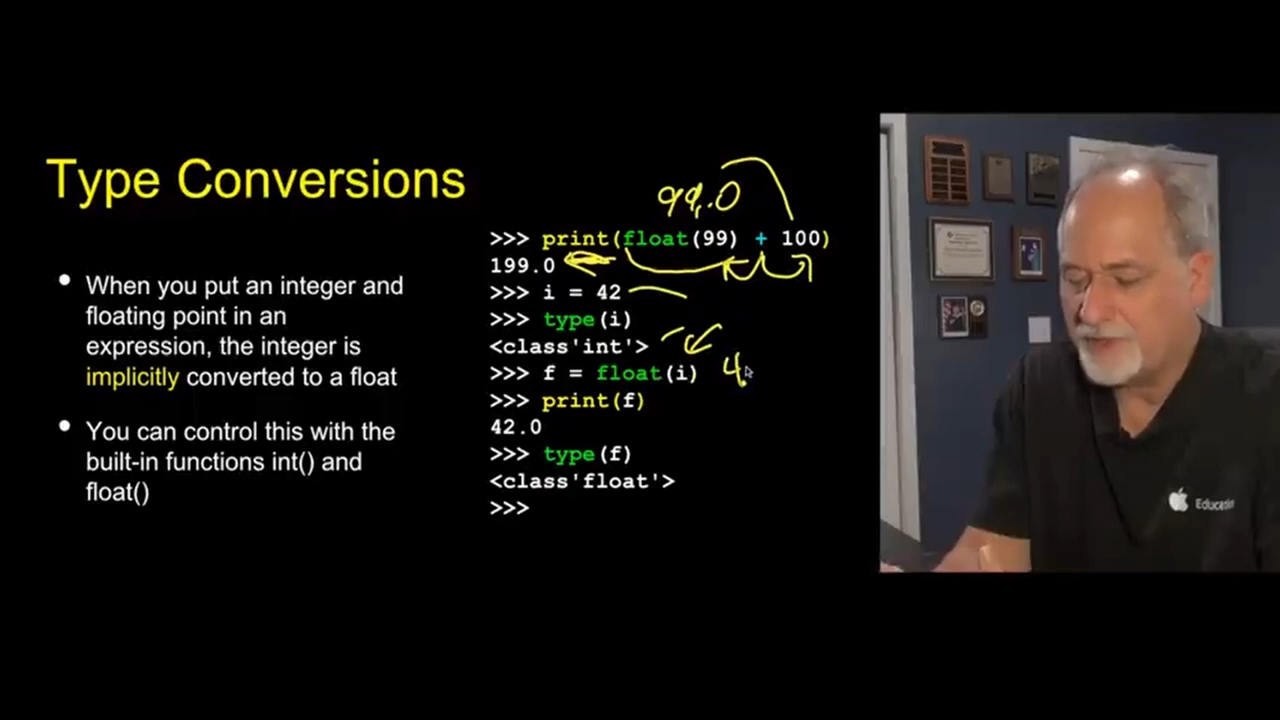 Type Conversions
• When you put an integer and
floating point in an
expression, the integer is
implicitly converted to a float
• You can control this with the
built-in functions int() and
float()
99.0
>>> print(float(99) + 100)
199.0
>>> i = 42
>>> type(i)
<class'int'>
>>> f = float(i)
4
>>> print(f)
42.0
>>> type(f)
<class'float'>
>>>
Education